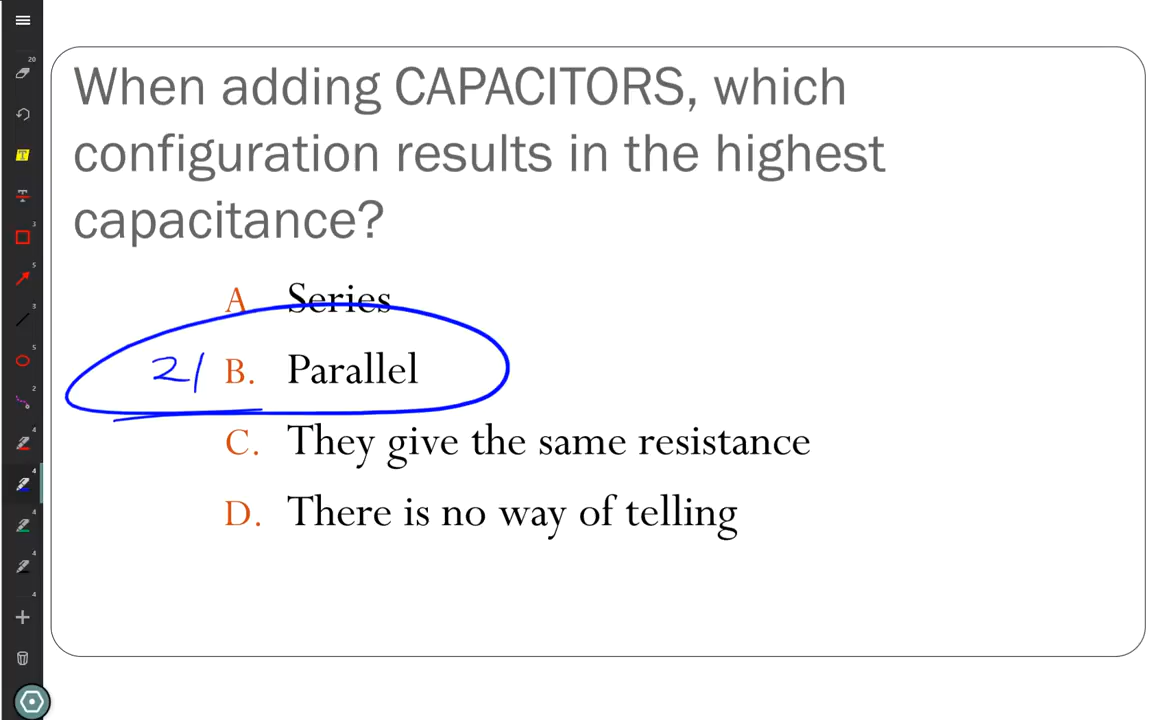 When adding CAPACITORS, which
configuration results in the highest
capacitance?
A. Series
21 B. Parallel
C. They give the same resistance
D. There is no way of telling